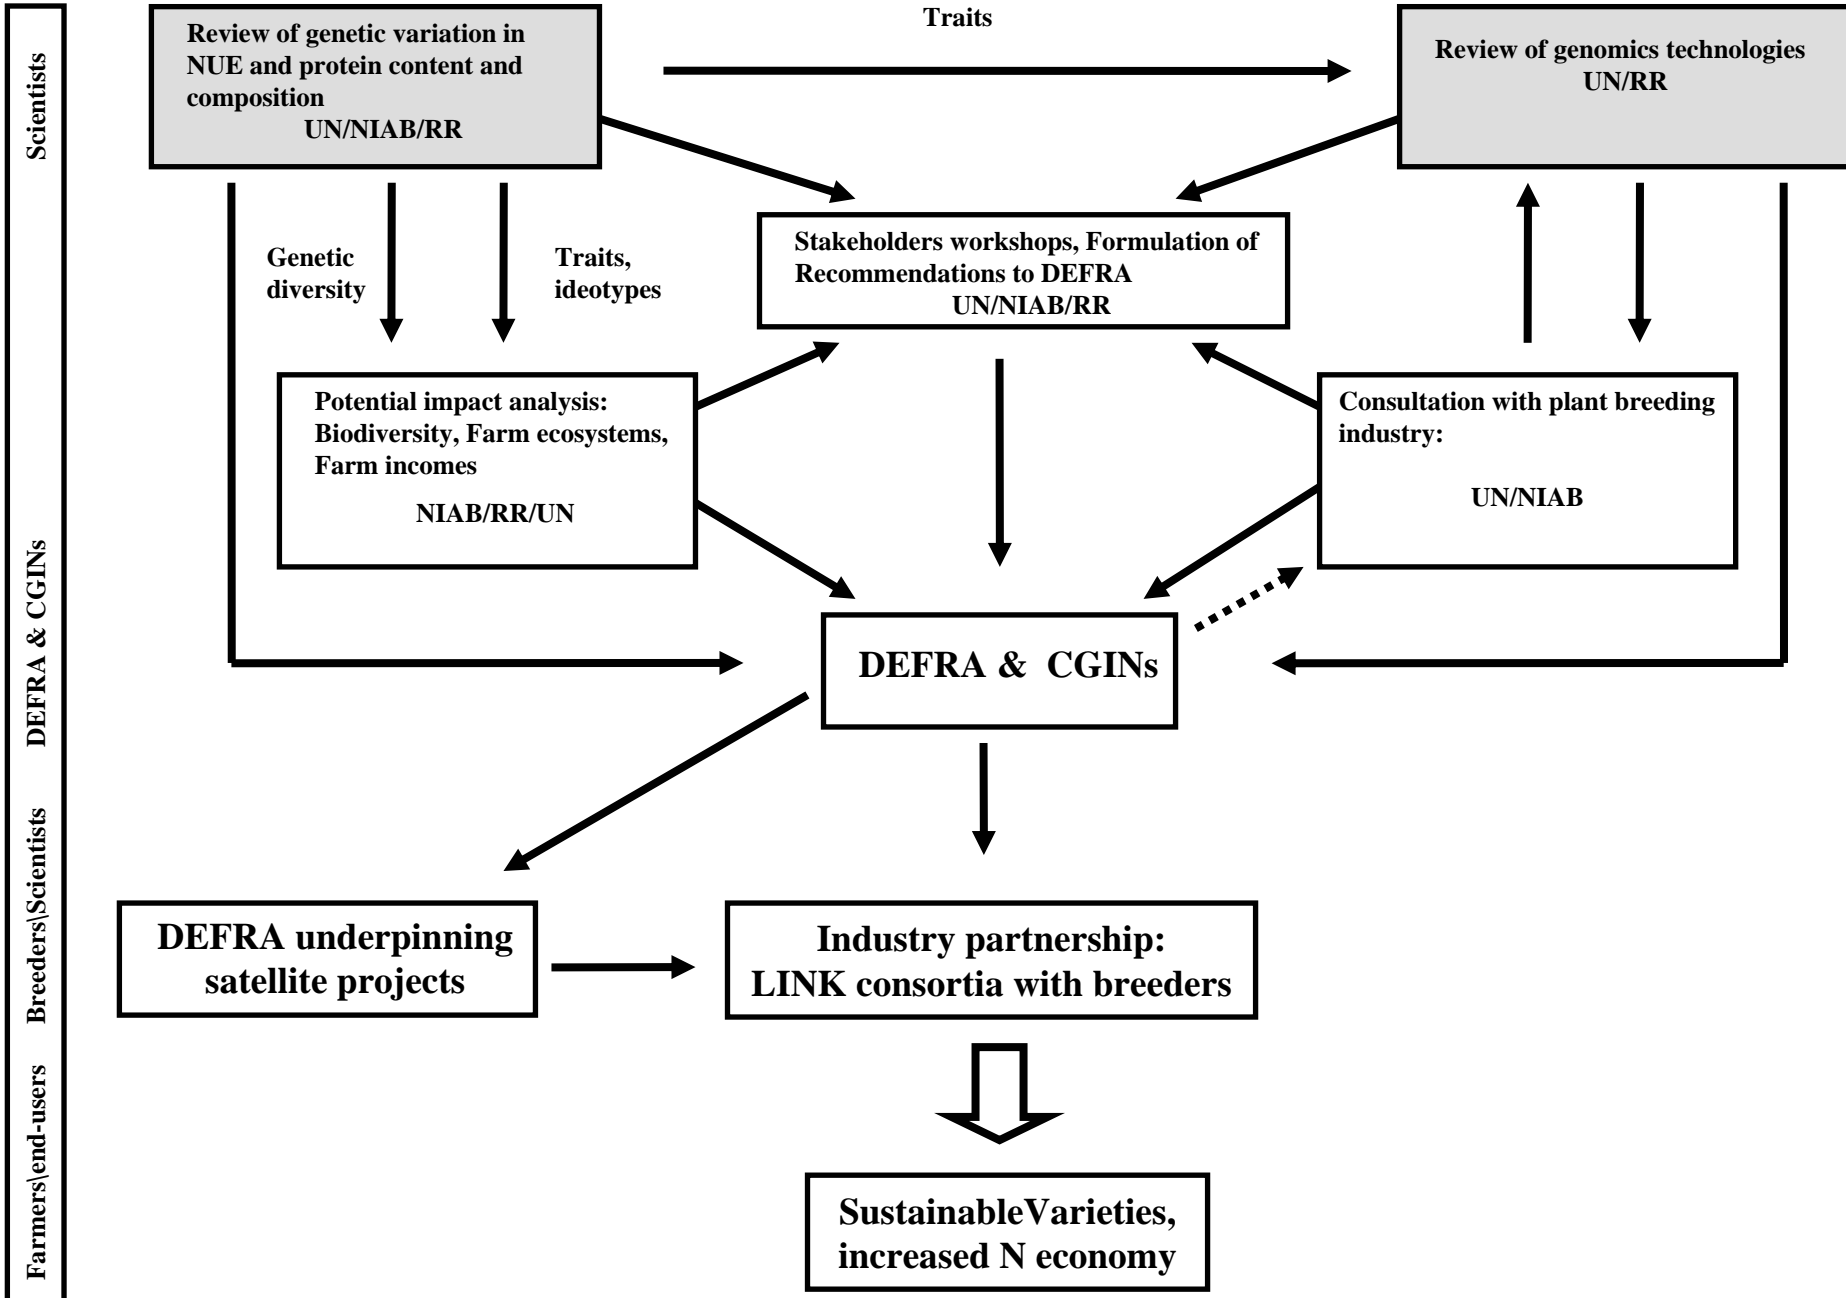 Traits
Review of genetic variation in
NUE and protein content and
composition
UN/NIAB/RR
Review of genomics technologies
UN/RR
Scientists
Genetic
diversity
Traits,
ideotypes
Stakeholders workshops, Formulation of
Recommendations to DEFRA
UN/NIAB/RR
Potential impact analysis:
Biodiversity, Farm ecosystems,
Farm incomes
NIAB/RR/UN
Consultation with plant breeding
industry:
UN/NIAB
DEFRA & CGINs
DEFRA & CGINs
Breeders\Scientists
DEFRA underpinning
satellite projects
Industry partnership:
LINK consortia with breeders
Farmers\end-users
SustainableVarieties,
increased N economy